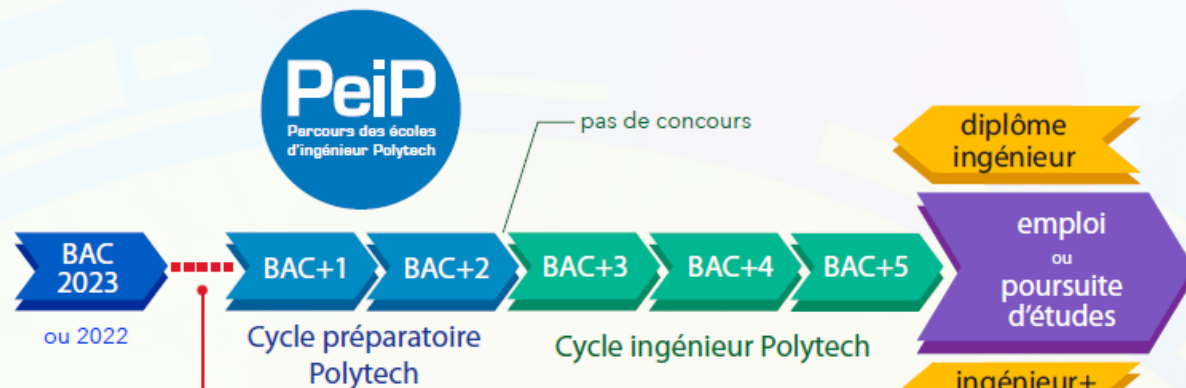 PeiP
Parcours des écoles
d'ingénieur Polytech
pas de concours
diplôme
ingénieur
BAC
2023
BAC+1
BAC+2
BAC+3
BAC+4
BAC+5
emploi
ou
poursuite
d'études
ou 2022
Cycle préparatoire
Polytech
Cycle ingénieur Polytech
ingénieur+